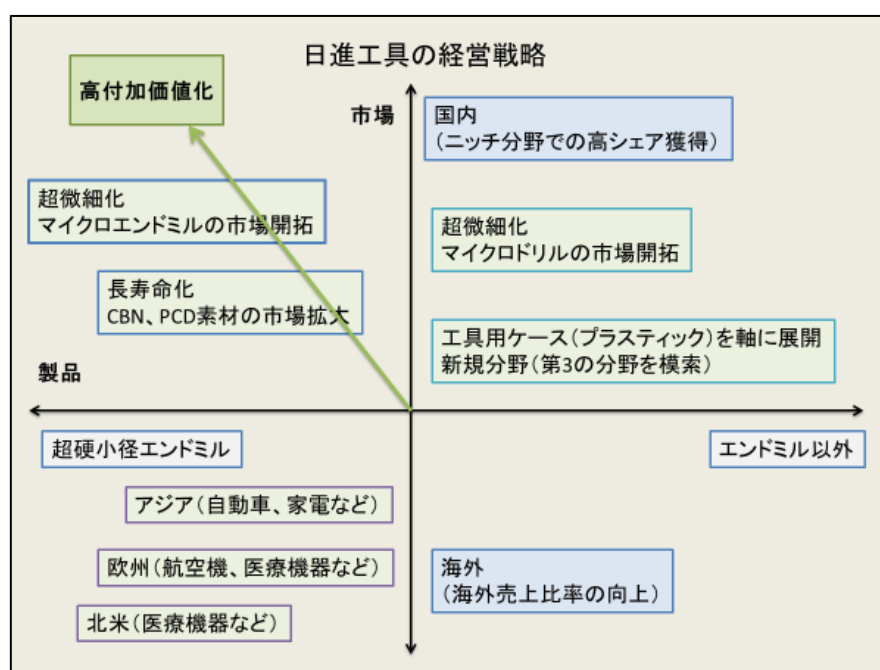 日進工具の経営戦略
高付加価値化
市場
国内
(ニッチ分野での高シェア獲得)
超微細化
マイクロエンドミルの市場開拓
超微細化
マイクロドリルの市場開拓
長寿命化
CBN、PCD素材の市場拡大
工具用ケース(プラスティック)を軸に展開
新規分野(第3の分野を模索)
製品
超硬小径エンドミル
エンドミル以外
アジア(自動車、家電など)
欧州(航空機、医療機器など)
北米(医療機器など)
海外
(海外売上比率の向上)